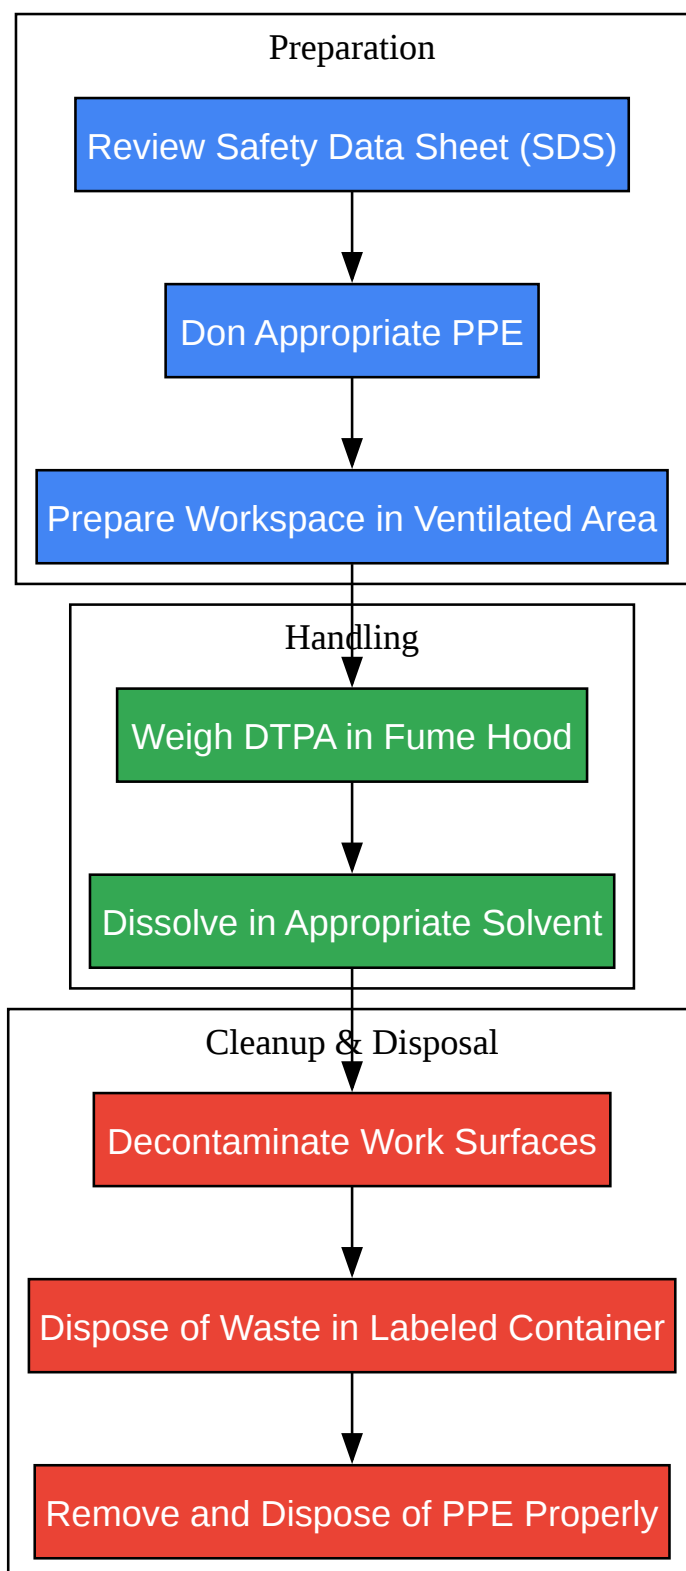 Preparation
Review Safety Data Sheet (SDS)
Don Appropriate PPE
Prepare Workspace in Ventilated Area
Handling
Weigh DTPA in Fume Hood
Dissolve in Appropriate Solvent
Cleanup & Disposal
Decontaminate Work Surfaces
Dispose of Waste in Labeled Container
Remove and Dispose of PPE Properly